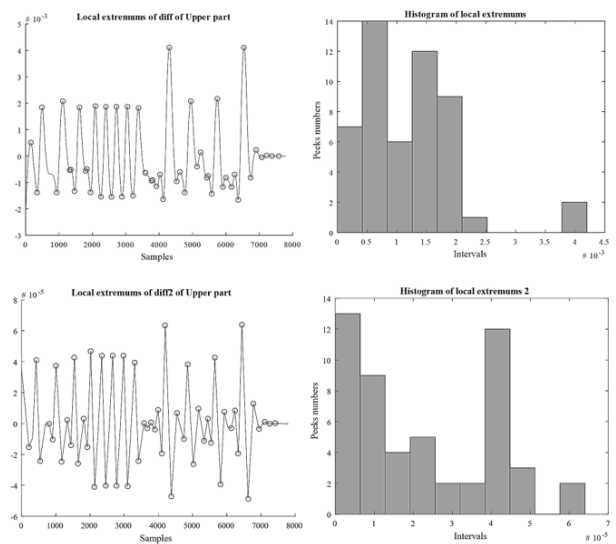 Local extremums of diff of Upper part
# 10^-3
5
4
3
2
1
0
-1
-2
-3
0 1000 2000 3000 4000 5000 6000 7000 8000
Samples
Histogram of local extremums
Peeks numbers
14
12
10
8
6
4
2
0
0 0.5 1 1.5 2 2.5 3 3.5 4 4.5
Intervals
# 10^-3
Local extremums of diff2 of Upper part
# 10^-5
8
6
4
2
0
-2
-4
-6
0 1000 2000 3000 4000 5000 6000 7000 8000
Samples
Histogram of local extremums 2
Peeks numbers
14
12
10
8
6
4
2
0
0 1 2 3 4 5 6 7
Intervals
# 10^-5